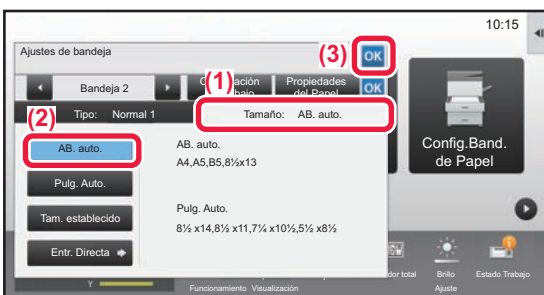 10:15
Ajustes de bandeja
(3)
OK
Bandeja 2
(1)
Propiedades
del Papel
OK
(2)
Tipo: Normal 1
Tamaño: AB. auto.
AB. auto.
AB. auto.
A4,A5,B5,8½x13
Pulg. Auto.
Pulg. Auto.
8½ x14,8½ x11,7¼ x10½,5½ x8½
Tam. establecido
Entr. Directa
Config.Band.
de Papel
Y
Funcionamiento Visualización
total
Brillo
Ajuste
Estado Trabajo